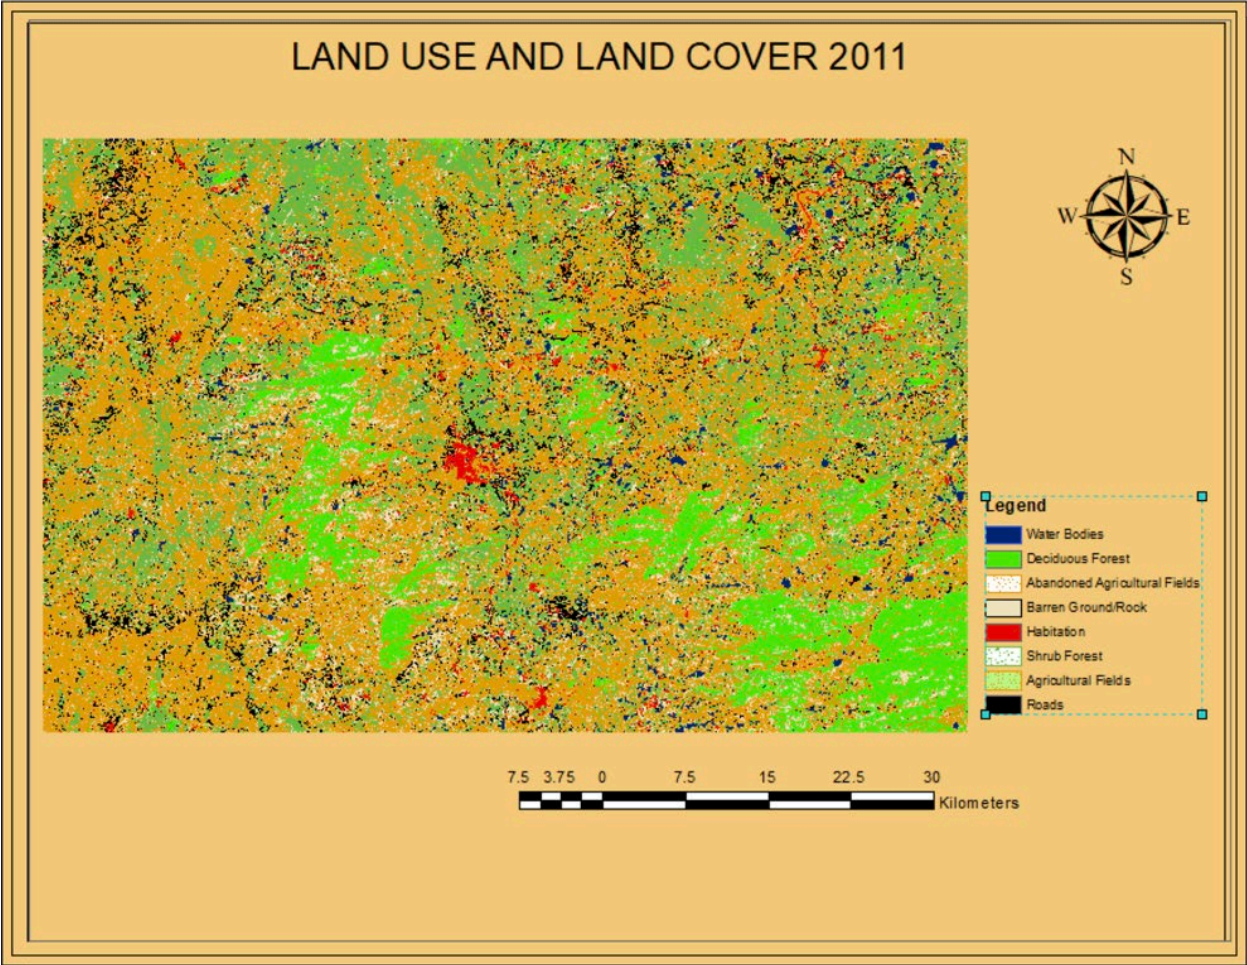 LAND USE AND LAND COVER 2011
N
W E
S
Legend
Water Bodies
Deciduous Forest
Abandoned Agricultural Fields
Barren Ground/Rock
Habitation
Shrub Forest
Agricultural Fields
Roads
7.5 3.75 0 7.5 15 22.5 30
Kilometers